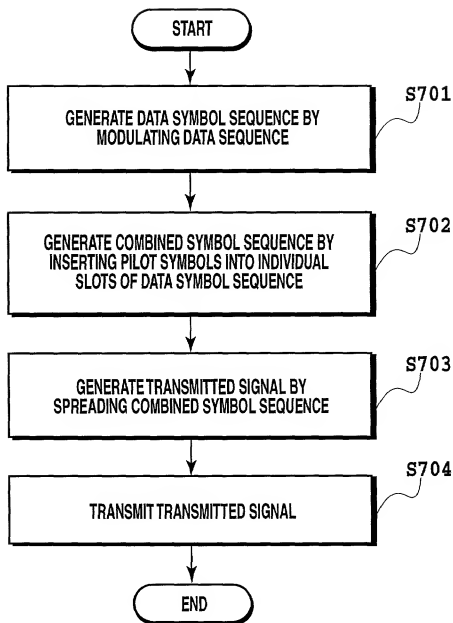 START
S701
GENERATE DATA SYMBOL SEQUENCE BY
MODULATING DATA SEQUENCE
S702
GENERATE COMBINED SYMBOL SEQUENCE BY
INSERTING PILOT SYMBOLS INTO INDIVIDUAL
SLOTS OF DATA SYMBOL SEQUENCE
S703
GENERATE TRANSMITTED SIGNAL BY
SPREADING COMBINED SYMBOL SEQUENCE
S704
TRANSMIT TRANSMITTED SIGNAL
END